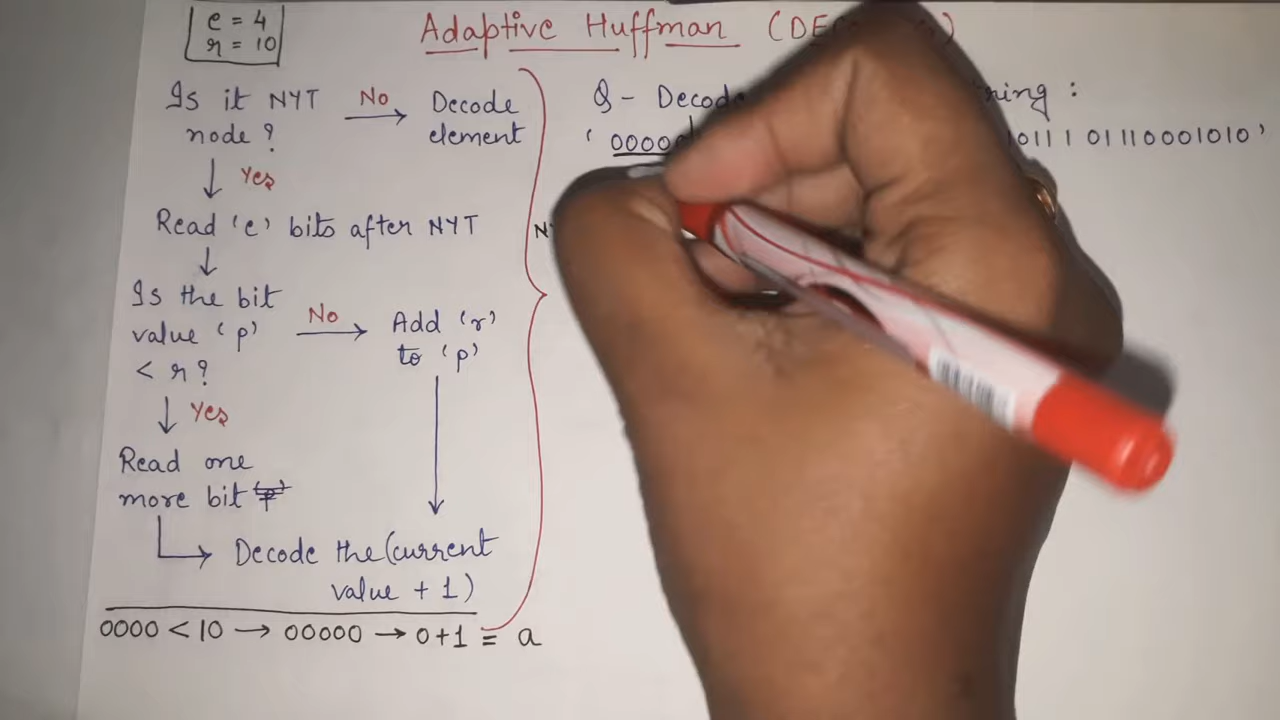 e = 4
r = 10
Adaptive Huffman (DE
Is it NYT node ?
No
Decode element
Yes
Read 'e' bits after NYT
Is the bit value 'p' < r ?
No
Add 'r' to 'p'
Yes
Read one more bit
Decode the (current value + 1)
0000 < 10 → 00000 → 0+1 = a
Q - Decode
:
' 0000
01110001010 '